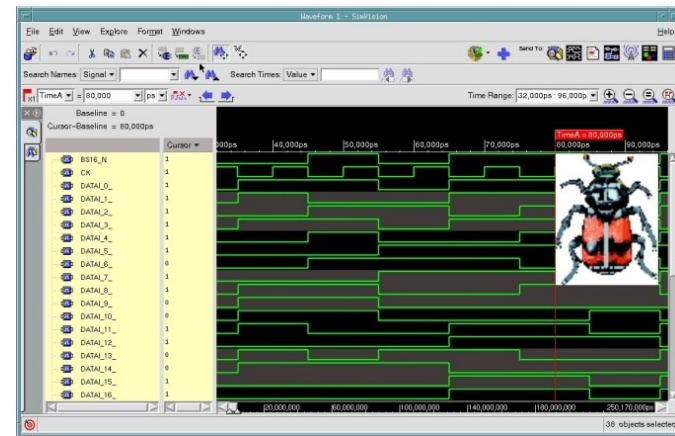 Waveform 1 - SimVision
File Edit View Explore Format Windows Help
Send To:
Search Names: Signal Search Times: Value
TimeA = 80,000 ps Time Range: 32,000ps : 96,000p
Baseline = 0
Cursor-Baseline = 80,000ps
TimeA = 80,000ps
Cursor 000ps 40,000ps 50,000ps 60,000ps 70,000ps 80,000ps 90,000ps
BS16_N 1
CK 1
DATAI_0_ 1
DATAI_1_ 1
DATAI_2_ 1
DATAI_3_ 1
DATAI_4_ 1
DATAI_5_ 1
DATAI_6_ 0
DATAI_7_ 1
DATAI_8_ 1
DATAI_9_ 0
DATAI_10_ 0
DATAI_11_ 1
DATAI_12_ 1
DATAI_13_ 0
DATAI_14_ 0
DATAI_15_ 1
DATAI_16_ 1
20,000,000 60,000,000 100,000,000 140,000,000 180,000,000 250,170,000ps
38 objects selected